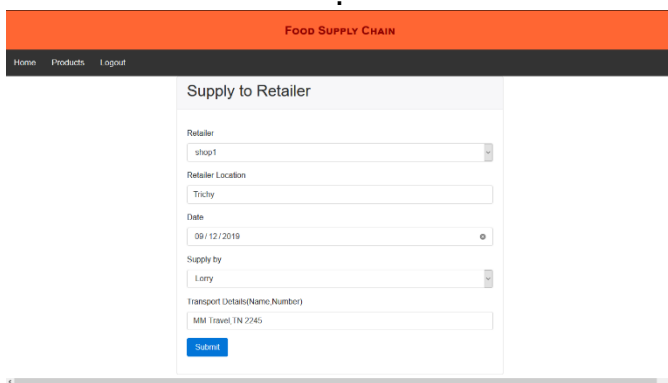 FOOD SUPPLY CHAIN
Home Products Logout
Supply to Retailer
Retailer
shop1
Retailer Location
Trichy
Date
09 / 12 / 2019
Supply by
Lorry
Transport Details(Name,Number)
MM Travel,TN 2245
Submit